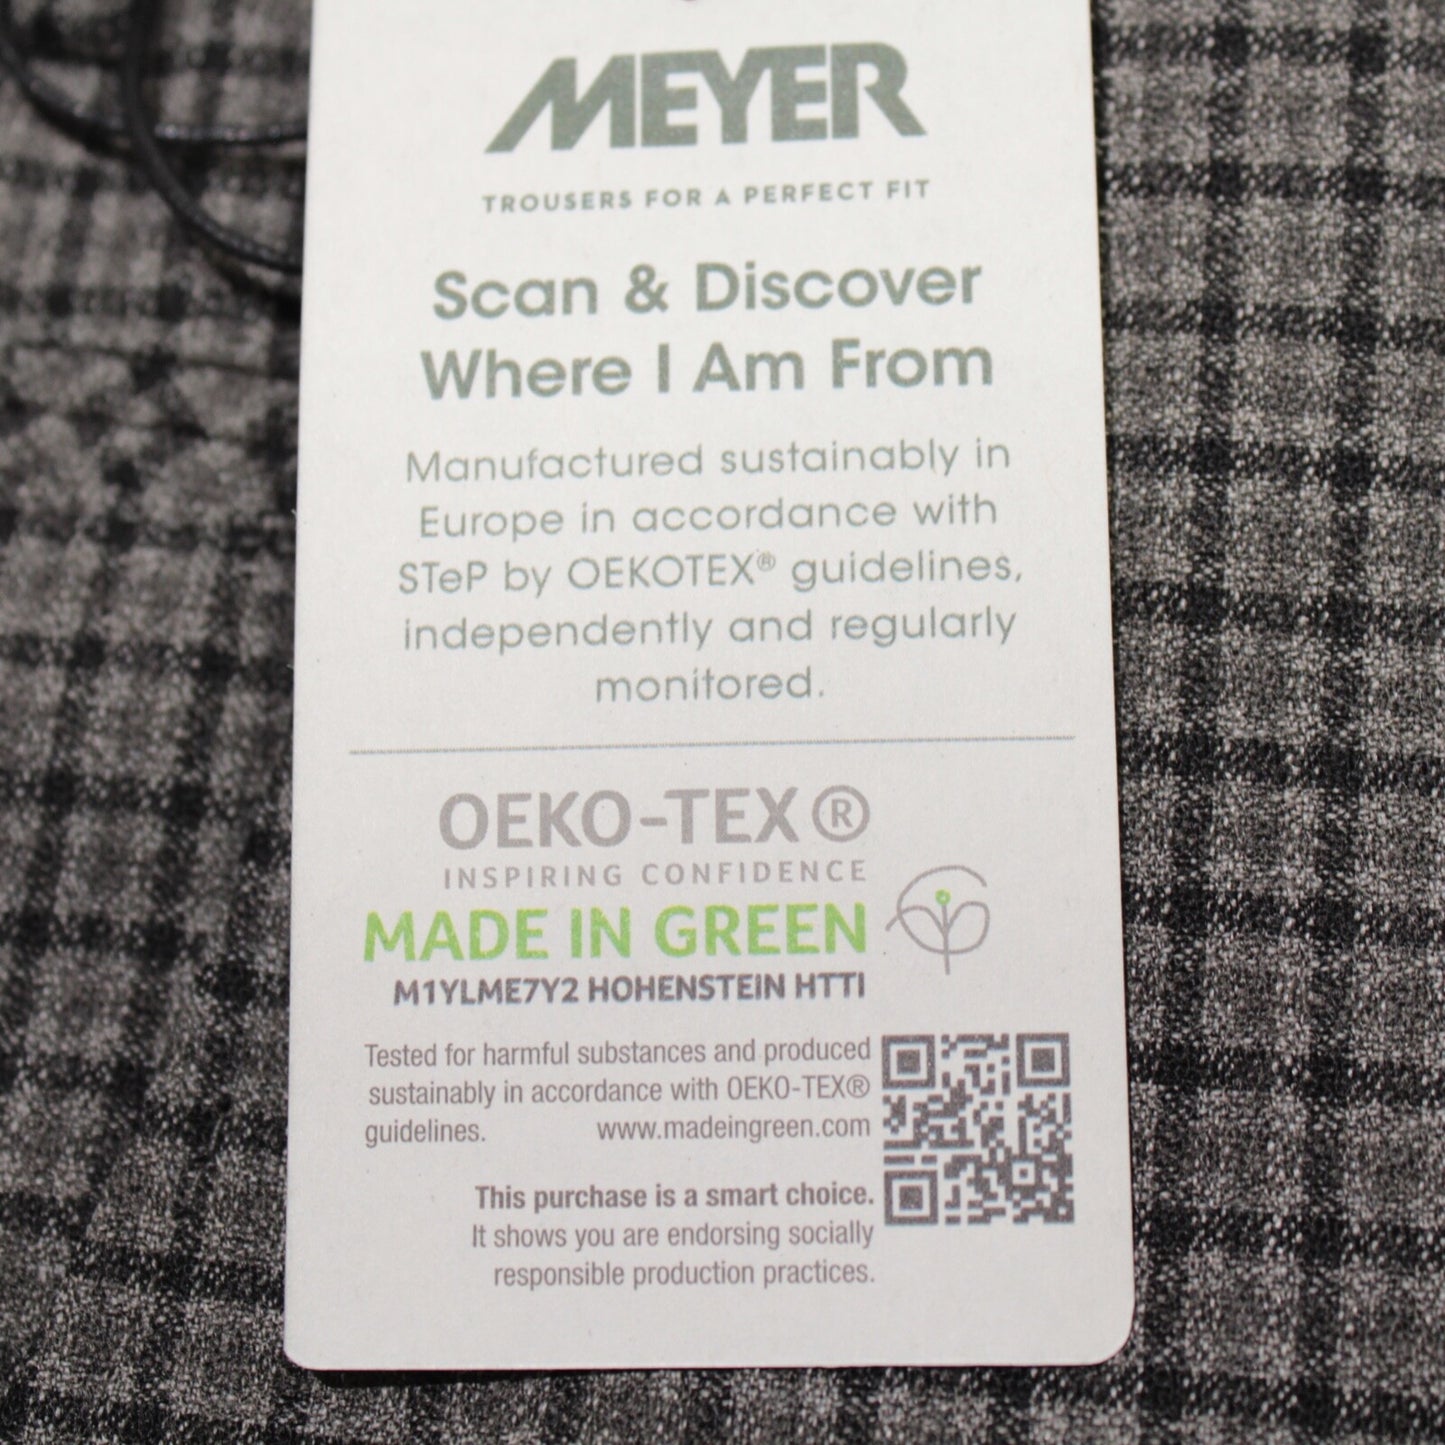 MEYER
TROUSERS FOR A PERFECT FIT
Scan & Discover
Where I Am From
Manufactured sustainably in
Europe in accordance with
STeP by OEKOTEX® guidelines,
independently and regularly
monitored.
OEKO-TEX®
INSPIRING CONFIDENCE
MADE IN GREEN
M1YLME7Y2 HOHENSTEIN HTTI
Tested for harmful substances and produced
sustainably in accordance with OEKO-TEX®
guidelines. www.madeingreen.com
This purchase is a smart choice.
It shows you are endorsing socially
responsible production practices.